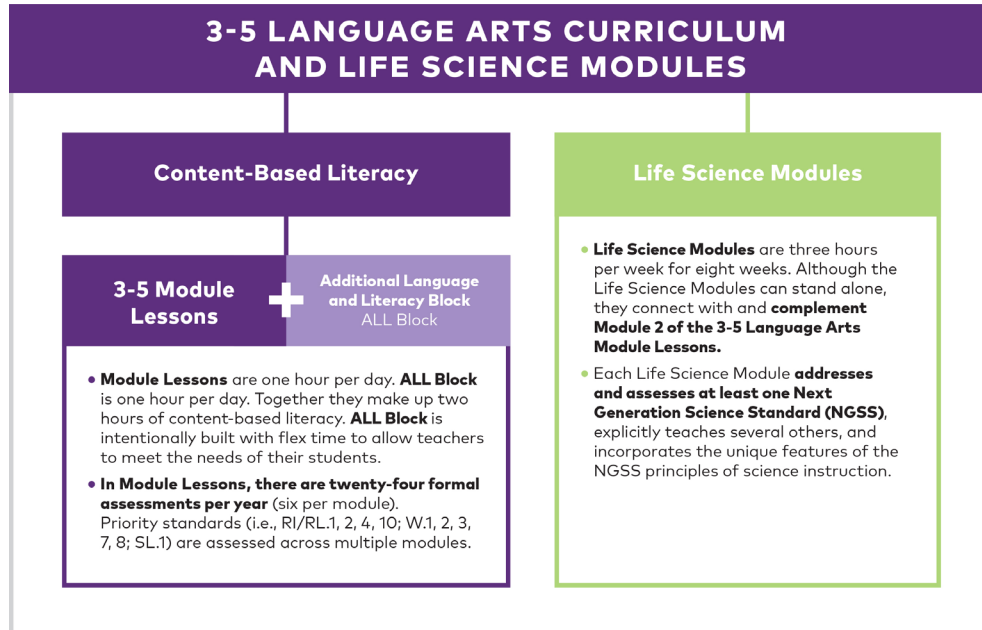 3-5 LANGUAGE ARTS CURRICULUM
AND LIFE SCIENCE MODULES
Content-Based Literacy
3-5 Module
Lessons
+
Additional Language
and Literacy Block
ALL Block
• Module Lessons are one hour per day. ALL Block
is one hour per day. Together they make up two
hours of content-based literacy. ALL Block is
intentionally built with flex time to allow teachers
to meet the needs of their students.
• In Module Lessons, there are twenty-four formal
assessments per year (six per module).
Priority standards (i.e., RI/RL.1, 2, 4, 10; W.1, 2, 3,
7, 8; SL.1) are assessed across multiple modules.
Life Science Modules
• Life Science Modules are three hours
per week for eight weeks. Although the
Life Science Modules can stand alone,
they connect with and complement
Module 2 of the 3-5 Language Arts
Module Lessons.
• Each Life Science Module addresses
and assesses at least one Next
Generation Science Standard (NGSS),
explicitly teaches several others, and
incorporates the unique features of the
NGSS principles of science instruction.